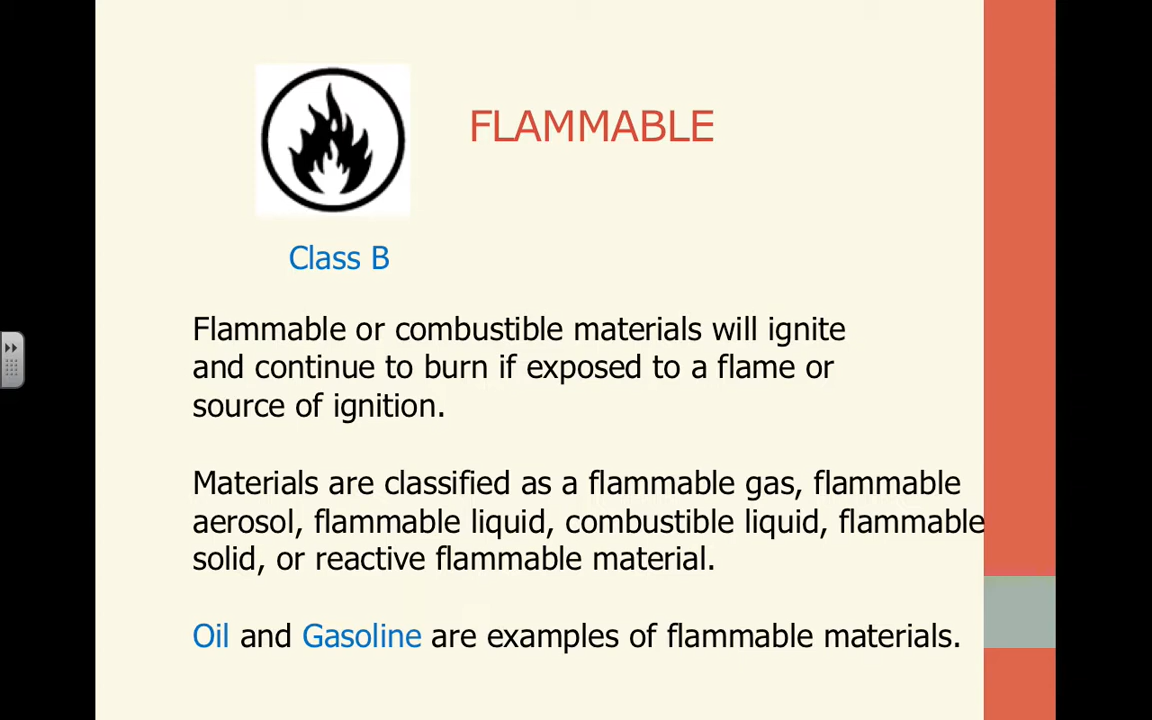 FLAMMABLE
Class B
Flammable or combustible materials will ignite
and continue to burn if exposed to a flame or
source of ignition.
Materials are classified as a flammable gas, flammable
aerosol, flammable liquid, combustible liquid, flammable
solid, or reactive flammable material.
Oil and Gasoline are examples of flammable materials.